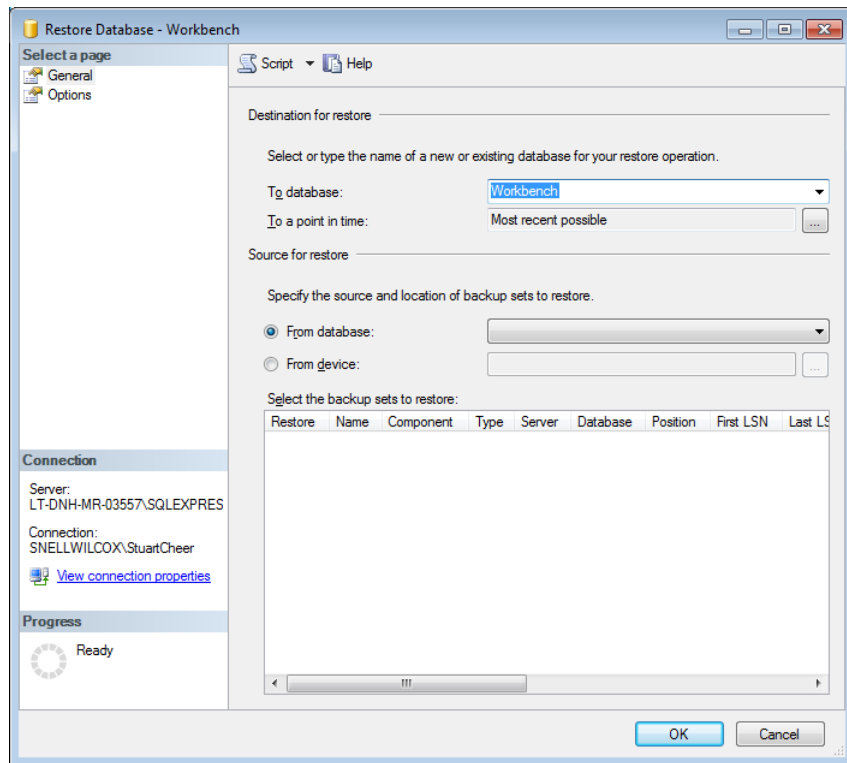 Restore Database - Workbench
Select a page
General
Options
Script
Help
Destination for restore
Select or type the name of a new or existing database for your restore operation.
To database:
Workbench
To a point in time:
Most recent possible
...
Source for restore
Specify the source and location of backup sets to restore.
From database:
From device:
...
Select the backup sets to restore:
Restore Name Component Type Server Database Position First LSN Last LS
Connection
Server:
LT-DNH-MR-03557\SQLEXPRES
Connection:
SNELLWILCOX\StuartCheer
View connection properties
Progress
Ready
OK
Cancel